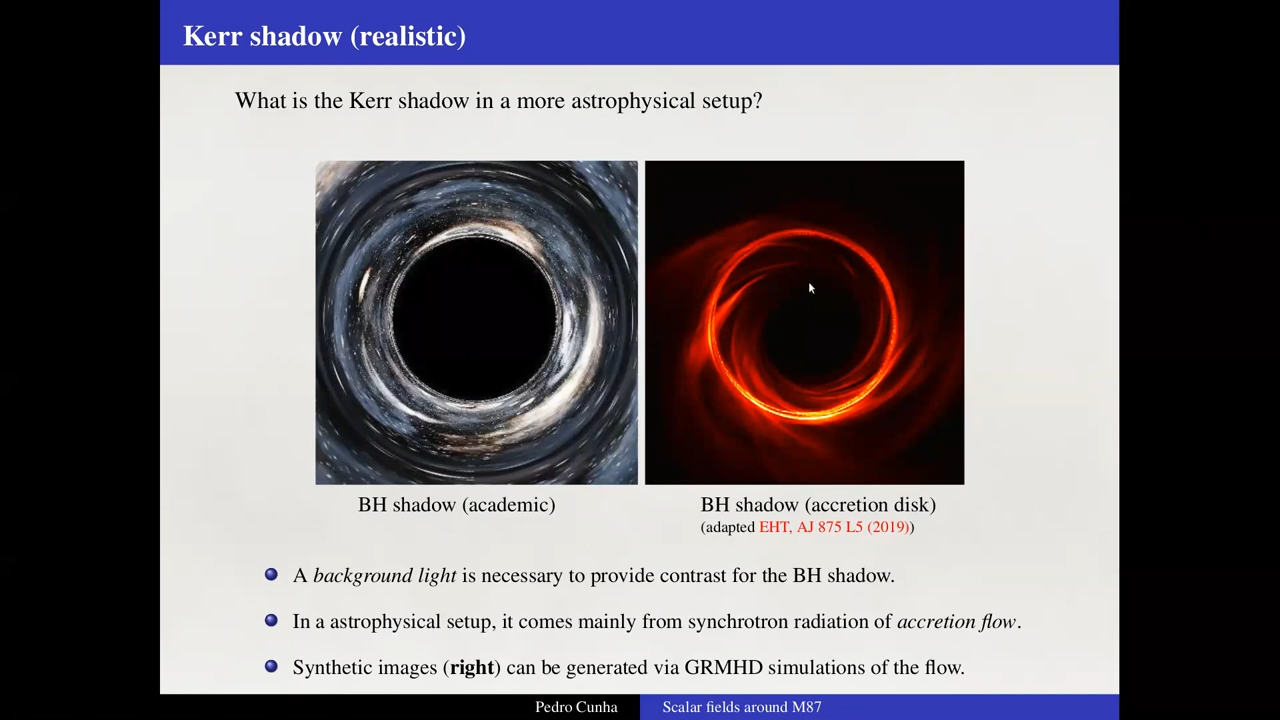 Kerr shadow (realistic)
What is the Kerr shadow in a more astrophysical setup?
BH shadow (academic)
BH shadow (accretion disk)
(adapted EHT, AJ 875 L5 (2019))
A background light is necessary to provide contrast for the BH shadow.
In a astrophysical setup, it comes mainly from synchrotron radiation of accretion flow.
Synthetic images (right) can be generated via GRMHD simulations of the flow.
Pedro Cunha
Scalar fields around M87